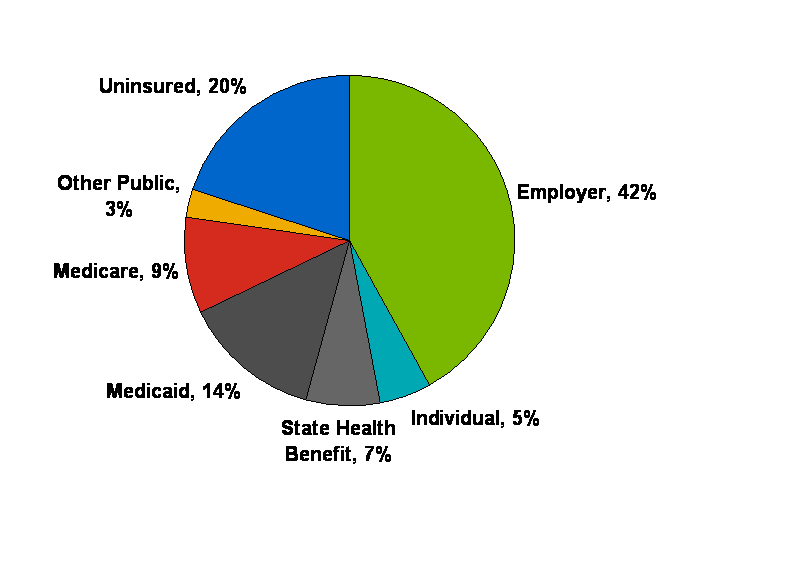 Uninsured, 20%
Other Public,
3%
Employer, 42%
Medicare, 9%
Medicaid, 14%
State Health
Benefit, 7%
Individual, 5%